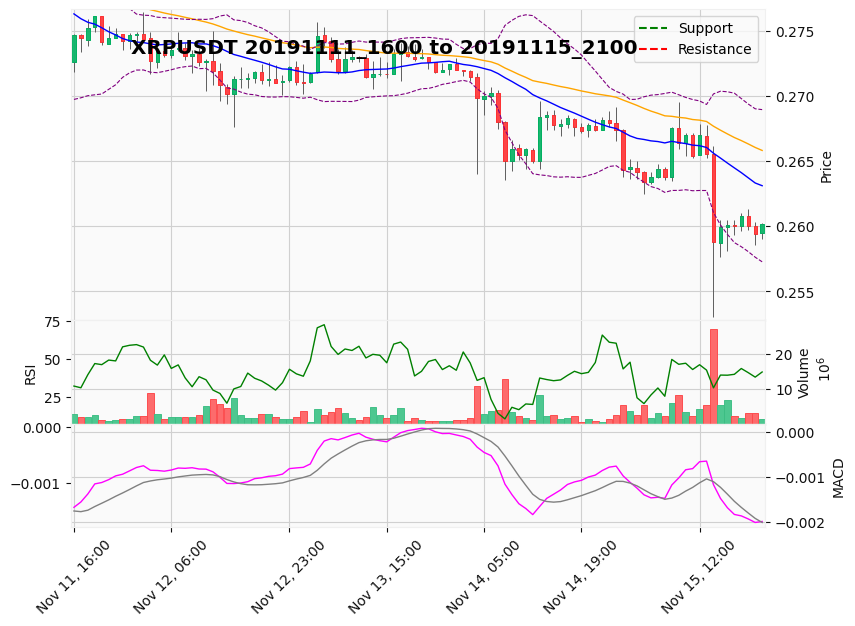 XRPUSDT 20191111_1600 to 20191115_2100
Support
Resistance
0.275
0.270
0.265
0.260
0.255
Price
75
50
25
RSI
20
10
Volume
10^6
0.000
−0.001
0.000
−0.001
−0.002
MACD
Nov 11, 16:00
Nov 12, 06:00
Nov 12, 23:00
Nov 13, 15:00
Nov 14, 05:00
Nov 14, 19:00
Nov 15, 12:00